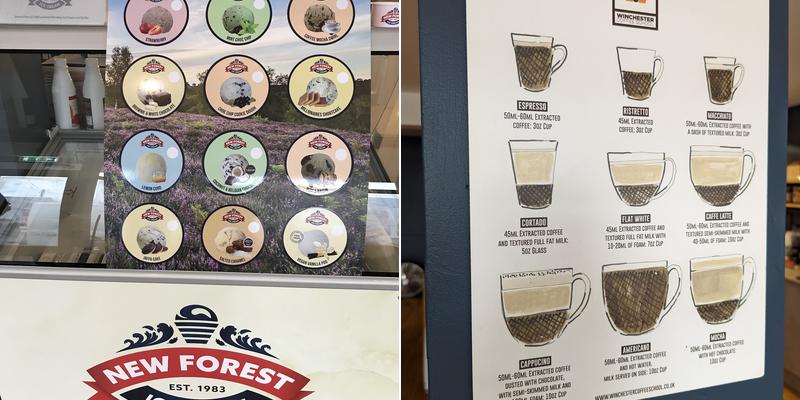 STRAWBERRY
MINT CHOC CHIP
COFFEE MOCHA SWIRL
CHOC CHIP COOKIE DOUGH
MILLIONAIRES SHORTCAKE
LEMON CURD
JAFFA CAKE
SALTED CARAMEL
VEGAN VANILLA POD
NEW FOREST
EST. 1983
WINCHESTER
COFFEE SCHOOL
ESPRESSO
50ML-60ML EXTRACTED
COFFEE: 3OZ CUP
RISTRETTO
45ML EXTRACTED
COFFEE: 3OZ CUP
MACCHIATO
50ML-60ML EXTRACTED COFFEE WITH
A DASH OF TEXTURED MILK: 3OZ CUP
CORTADO
45ML EXTRACTED COFFEE
AND TEXTURED FULL FAT MILK:
5OZ GLASS
FLAT WHITE
45ML EXTRACTED COFFEE AND
TEXTURED FULL FAT MILK WITH
10-20ML OF FOAM: 7OZ CUP
CAFFE LATTE
50ML-60ML EXTRACTED COFFEE AND
TEXTURED SEMI-SKIMMED MILK WITH
40-50ML OF FOAM: 10OZ CUP
CAPPUCINO
50ML-60ML EXTRACTED COFFEE
DUSTED WITH CHOCOLATE,
WITH SEMI-SKIMMED MILK AND
AMERICANO
50ML-60ML EXTRACTED COFFEE
AND HOT WATER.
MILK SERVED ON SIDE: 10OZ CUP
MOCHA
50ML-60ML EXTRACTED COFFEE
WITH HOT CHOCOLATE:
10OZ CUP
WWW.WINCHESTERCOFFEESCHOOL.CO.UK